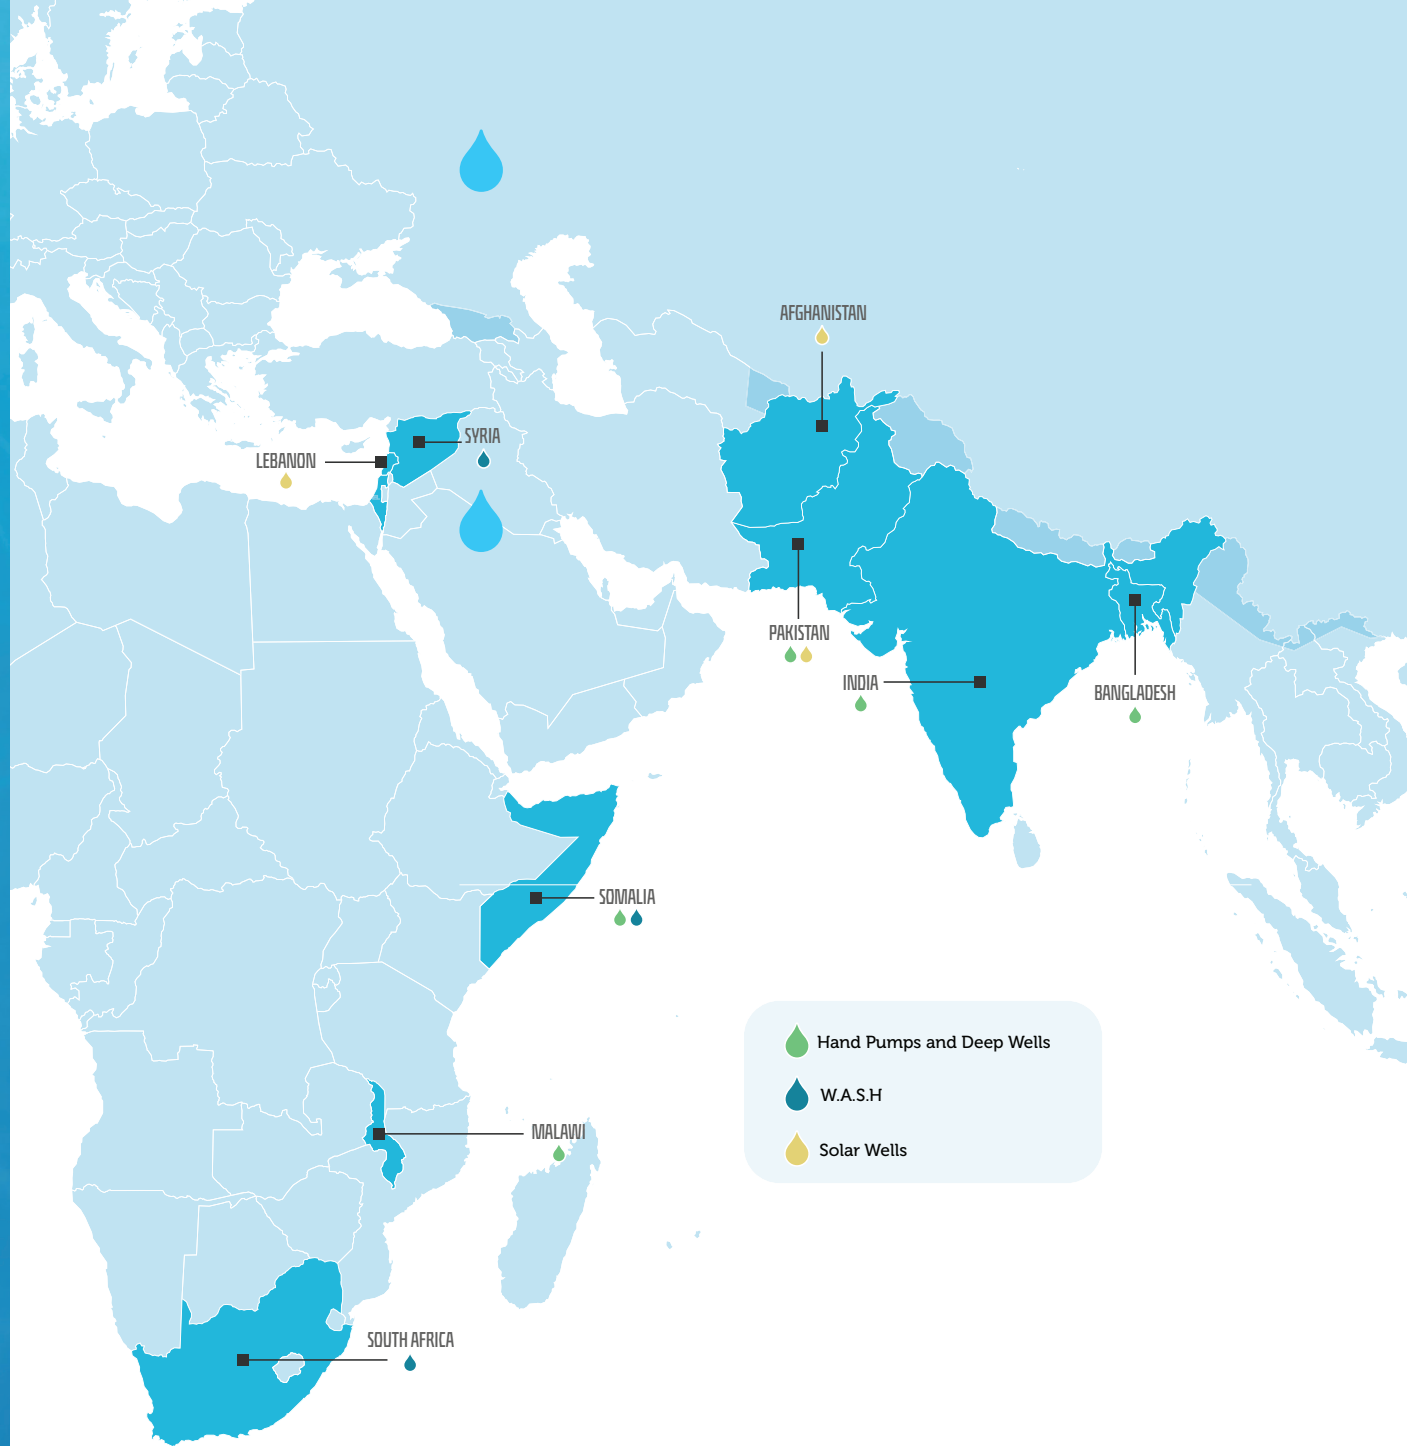 AFGHANISTAN
SYRIA
LEBANON
PAKISTAN
INDIA
BANGLADESH
SOMALIA
Hand Pumps and Deep Wells
W.A.S.H
MALAWI
Solar Wells
SOUTH AFRICA